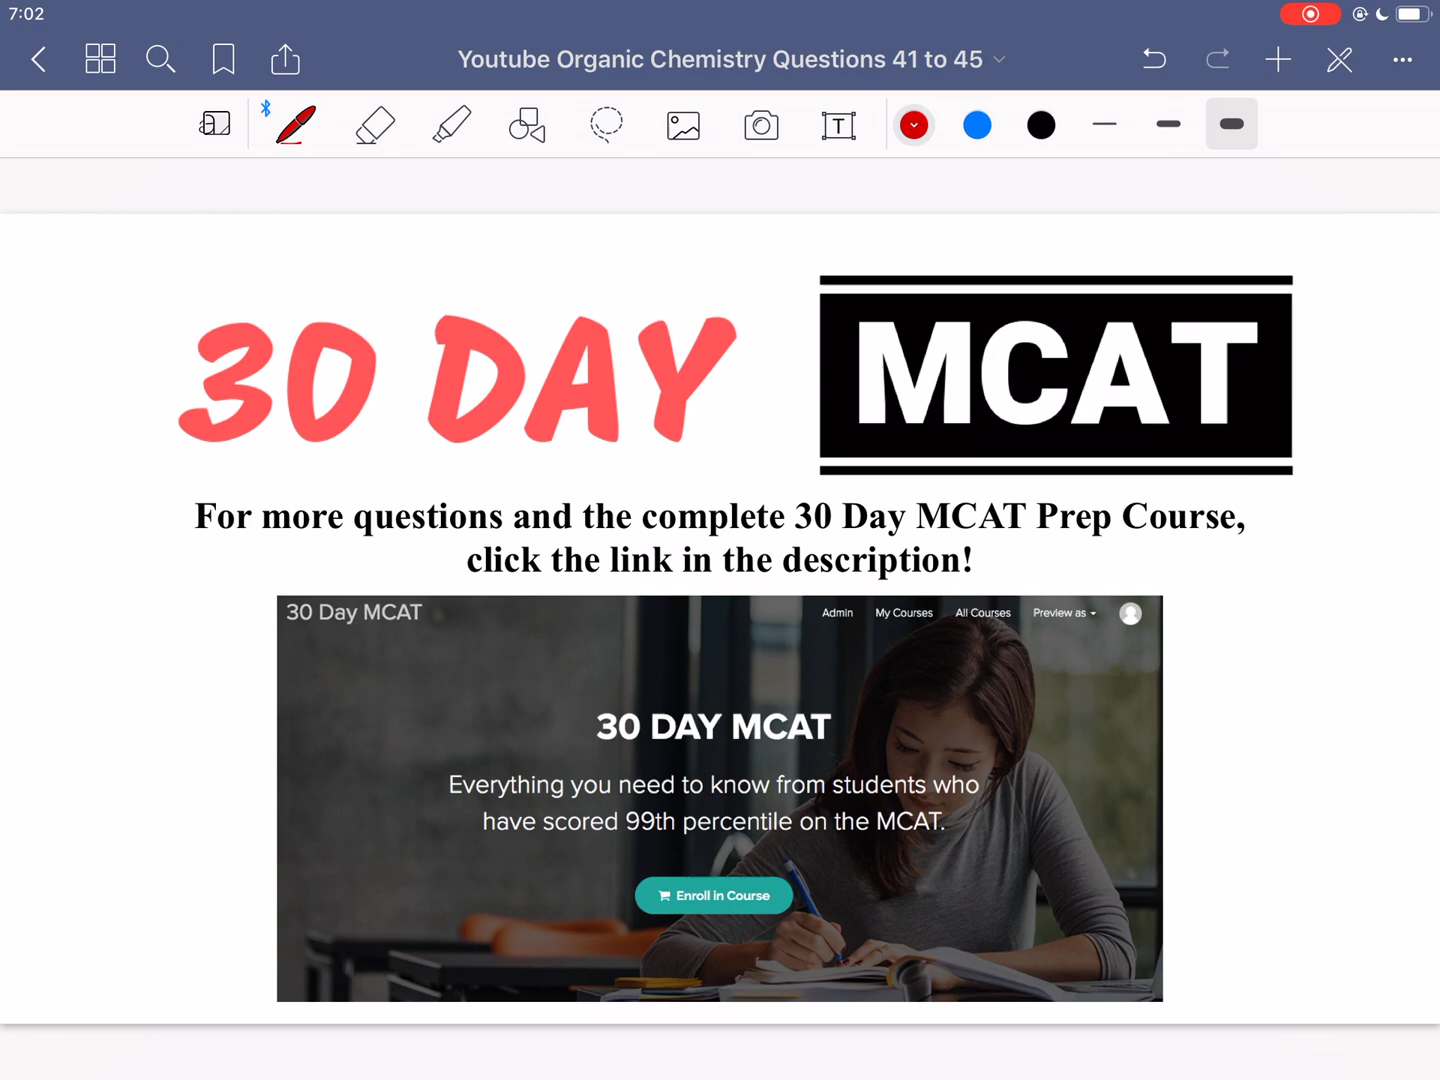 7:02
Youtube Organic Chemistry Questions 41 to 45
T
30 DAY
MCAT
For more questions and the complete 30 Day MCAT Prep Course,
click the link in the description!
30 Day MCAT
Admin
My Courses
All Courses
Preview as
30 DAY MCAT
Everything you need to know from students who
have scored 99th percentile on the MCAT.
Enroll in Course